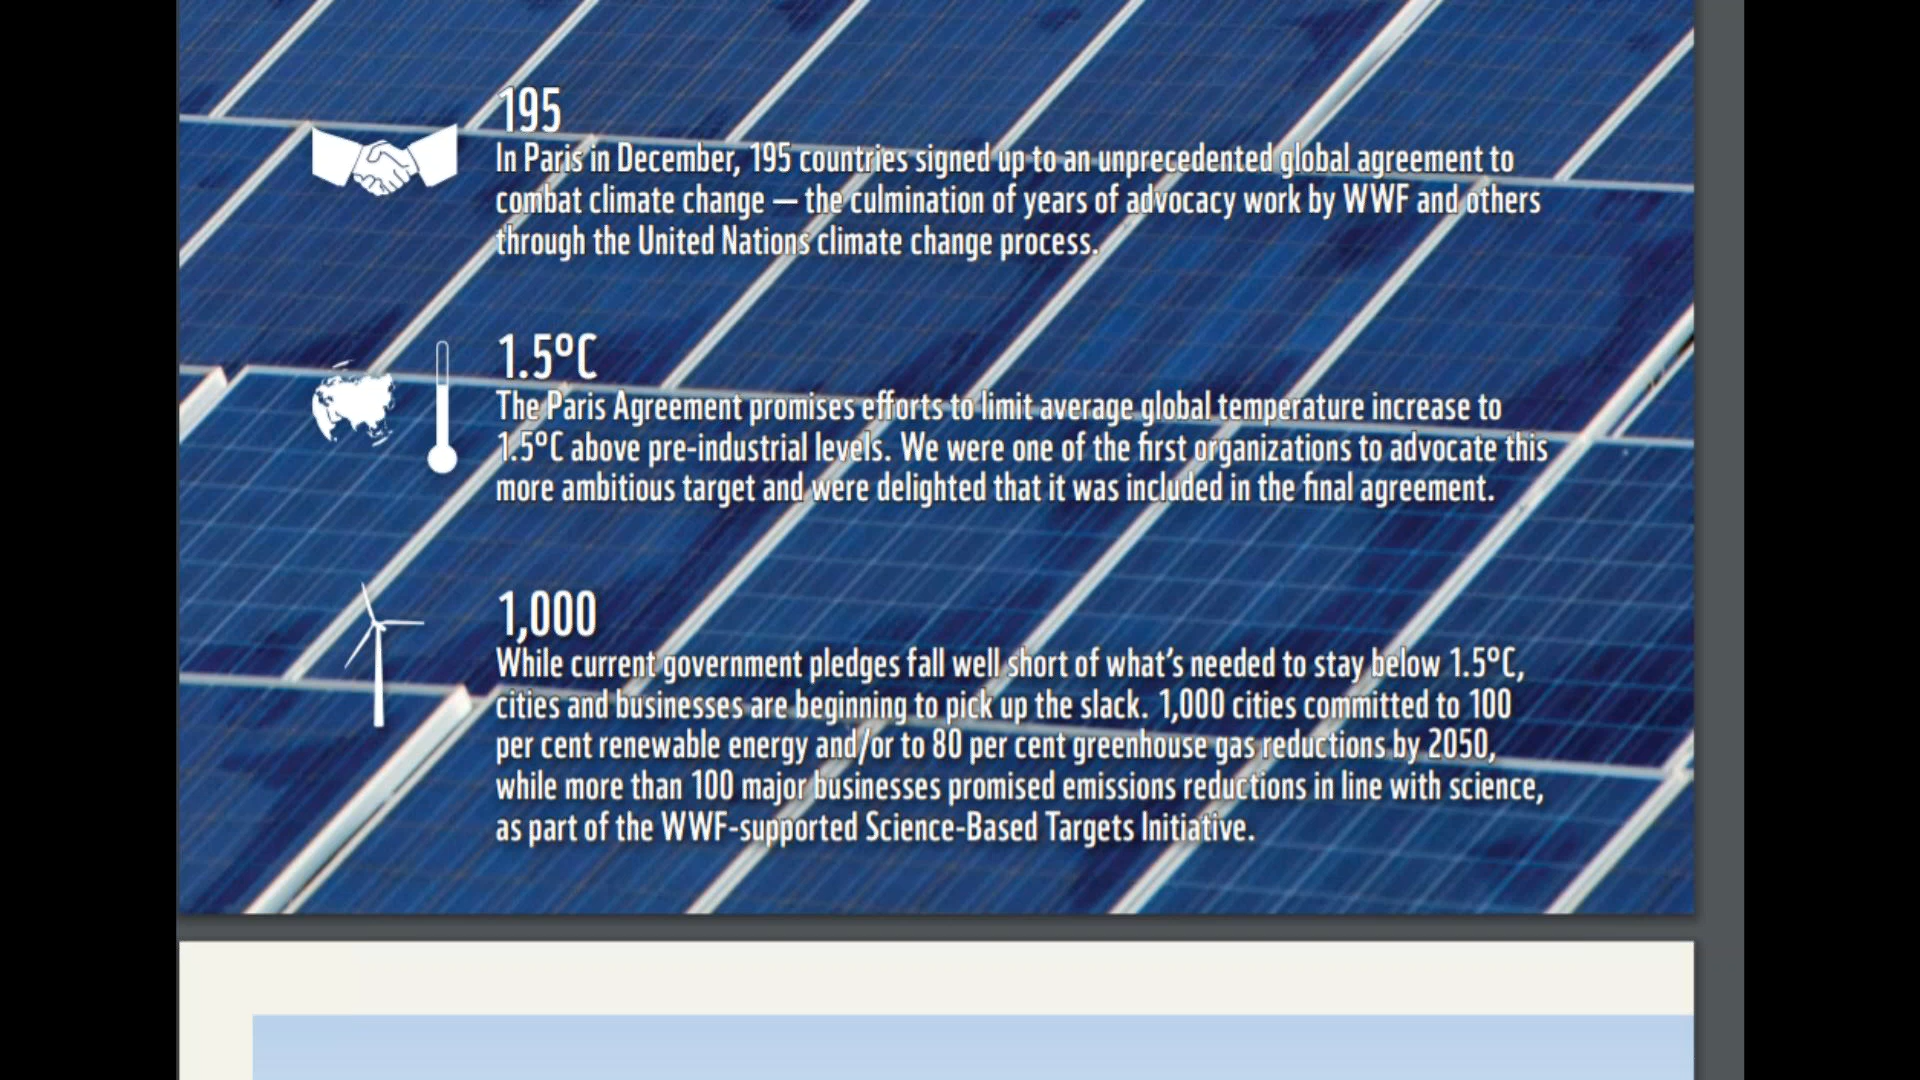 195
In Paris in December, 195 countries signed up to an unprecedented global agreement to
combat climate change — the culmination of years of advocacy work by WWF and others
through the United Nations climate change process.
1.5ºC
The Paris Agreement promises efforts to limit average global temperature increase to
1.5ºC above pre-industrial levels. We were one of the first organizations to advocate this
more ambitious target and were delighted that it was included in the final agreement.
1,000
While current government pledges fall well short of what’s needed to stay below 1.5ºC,
cities and businesses are beginning to pick up the slack. 1,000 cities committed to 100
per cent renewable energy and/or to 80 per cent greenhouse gas reductions by 2050,
while more than 100 major businesses promised emissions reductions in line with science,
as part of the WWF-supported Science-Based Targets Initiative.